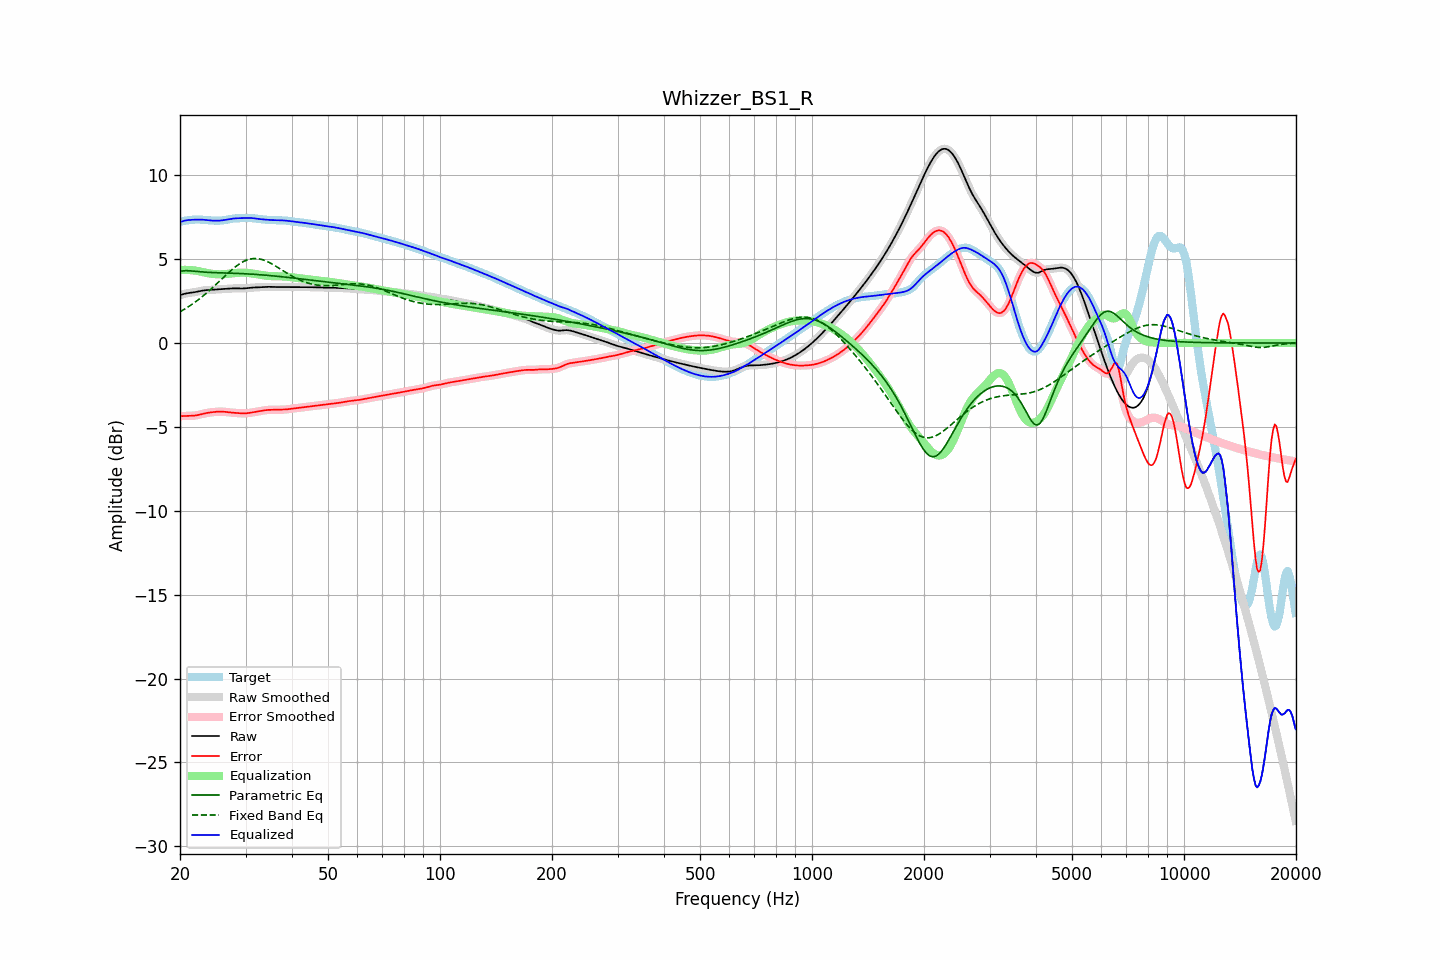 Whizzer_BS1_R
Amplitude (dBr)
10
5
0
−5
−10
−15
−20
−25
−30
Target
Raw Smoothed
Error Smoothed
Raw
Error
Equalization
Parametric Eq
Fixed Band Eq
Equalized
20 50 100 200 500 1000 2000 5000 10000 20000
Frequency (Hz)